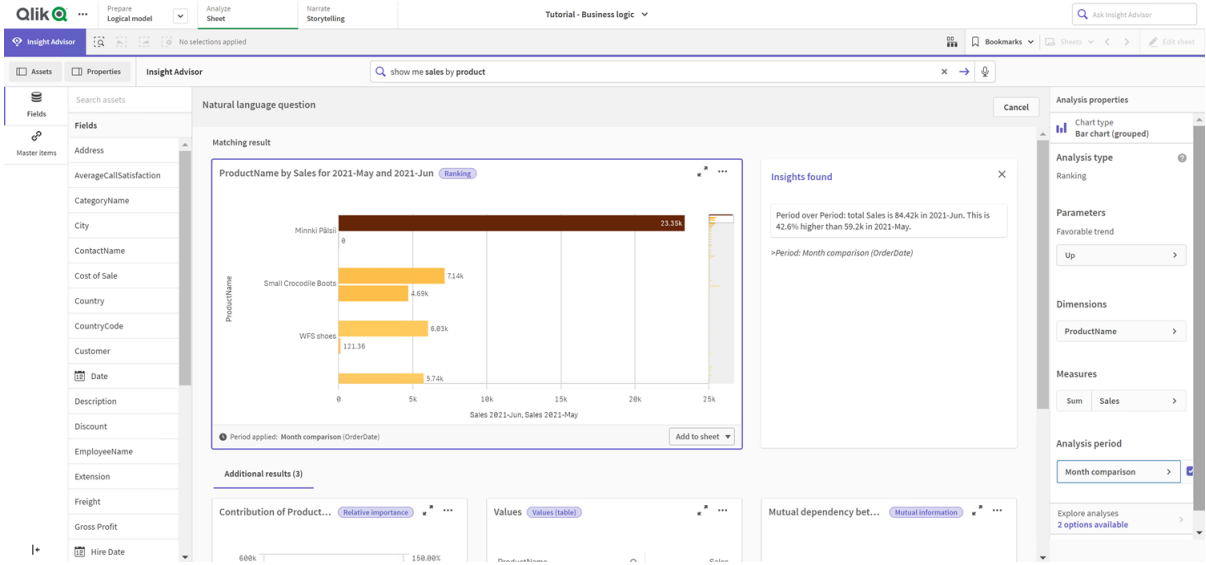 Qlik
Prepare
Logical model
Analyze
Sheet
Narrate
Storytelling
Tutorial - Business logic
Ask Insight Advisor
Insight Advisor
No selections applied
Bookmarks
Sheets
Edit sheet
Assets
Properties
Insight Advisor
show me sales by product
Fields
Master items
Search assets
Fields
Address
AverageCallSatisfaction
CategoryName
City
ContactName
Cost of Sale
Country
CountryCode
Customer
Date
Description
Discount
EmployeeName
Extension
Freight
Gross Profit
Hire Date
Natural language question
Cancel
Matching result
ProductName by Sales for 2021-May and 2021-Jun
Ranking
ProductName
Minnki Pälsii
23.35k
0
Small Crocodile Boots
7.14k
4.69k
WFS shoes
6.03k
121.36
5.74k
0 5k 10k 15k 20k 25k
Sales 2021-Jun, Sales 2021-May
Period applied: Month comparison (OrderDate)
Add to sheet
Insights found
Period over Period: total Sales is 84.42k in 2021-Jun. This is
42.6% higher than 59.2k in 2021-May.
>Period: Month comparison (OrderDate)
Additional results (3)
Contribution of Product...
Relative importance
600k
150.00%
Values
Values (table)
ProductName
Sales
Mutual dependency bet...
Mutual information
Analysis properties
Chart type
Bar chart (grouped)
Analysis type
Ranking
Parameters
Favorable trend
Up
Dimensions
ProductName
Measures
Sum
Sales
Analysis period
Month comparison
Explore analyses
2 options available